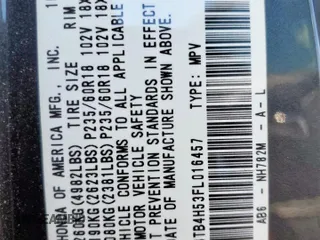 HONDA OF AMERICA MFG., INC.
(4982LBS) TIRE SIZE RIM
(2673LBS) P235/60R18 102V 18X
(2381LBS) P235/60R18 102V 18X
VEHICLE CONFORMS TO ALL APPLICABLE
MOTOR VEHICLE SAFETY
PREVENTION STANDARDS IN EFFECT
DATE OF MANUFACTURE SHOWN ABOVE.
TB4H53FL016457 TYPE: MPV
AB6 - NH782M - A - L